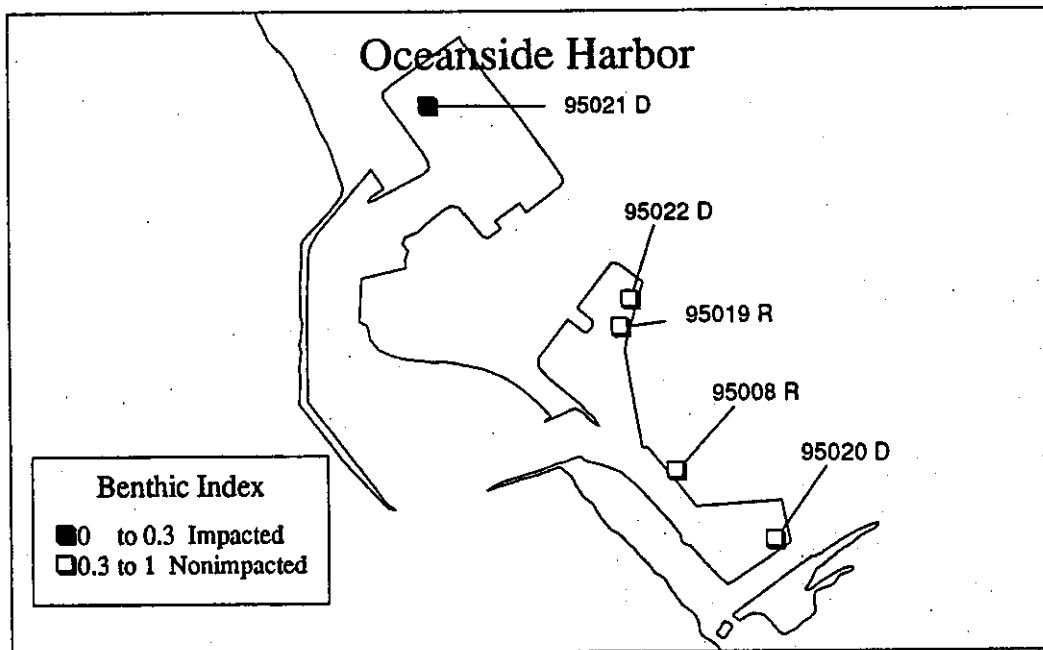 Oceanside Harbor
95021 D
95022 D
95019 R
95008 R
95020 D
Benthic Index
0 to 0.3 Impacted
0.3 to 1 Nonimpacted